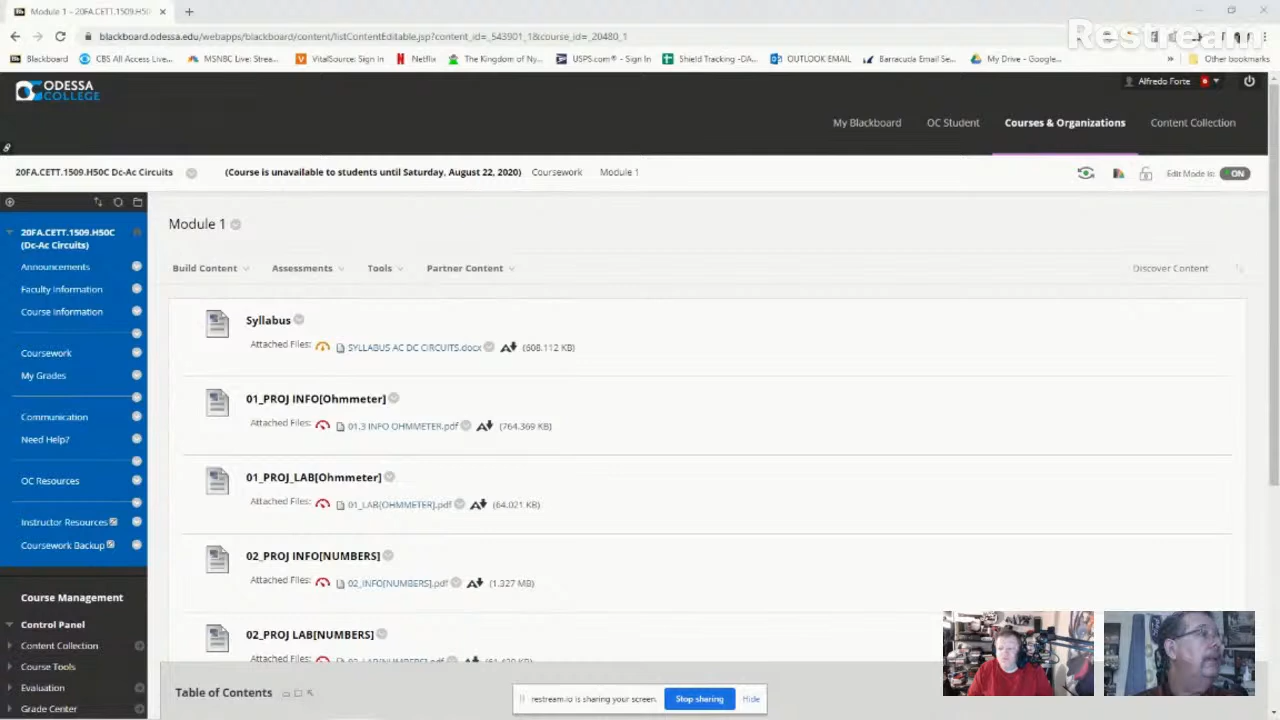 Module 1 – 20FA.CETT.1509.H50
blackboard.odessa.edu/webapps/blackboard/content/listContentEditable.jsp?content_id=_543901_1&course_id=_20480_1
Restream
Blackboard
CBS All Access Live...
MSNBC Live: Strea...
VitalSource: Sign In
Netflix
The Kingdom of Ny...
USPS.com® - Sign In
Shield Tracking -DA...
OUTLOOK EMAIL
Barracuda Email Se...
My Drive - Google...
»
Other bookmarks
ODESSA
COLLEGE
Alfredo Forte
My Blackboard
OC Student
Courses & Organizations
Content Collection
20FA.CETT.1509.H50C Dc-Ac Circuits
(Course is unavailable to students until Saturday, August 22, 2020)
Coursework
Module 1
Edit Mode is:
ON
20FA.CETT.1509.H50C
(Dc-Ac Circuits)
Announcements
Faculty Information
Course Information
Coursework
My Grades
Communication
Need Help?
OC Resources
Instructor Resources
Coursework Backup
Course Management
Control Panel
Content Collection
Course Tools
Evaluation
Grade Center
Module 1
Build Content
Assessments
Tools
Partner Content
Discover Content
Syllabus
Attached Files: SYLLABUS AC DC CIRCUITS.docx (608.112 KB)
01_PROJ INFO[Ohmmeter]
Attached Files: 01.3 INFO OHMMETER.pdf (764.369 KB)
01_PROJ_LAB[Ohmmeter]
Attached Files: 01_LAB[OHMMETER].pdf (64.021 KB)
02_PROJ INFO[NUMBERS]
Attached Files: 02_INFO[NUMBERS].pdf (1.327 MB)
02_PROJ LAB[NUMBERS]
Attached Files: 02_LAB[NUMBERS].pdf
Table of Contents
restream.io is sharing your screen.
Stop sharing
Hide